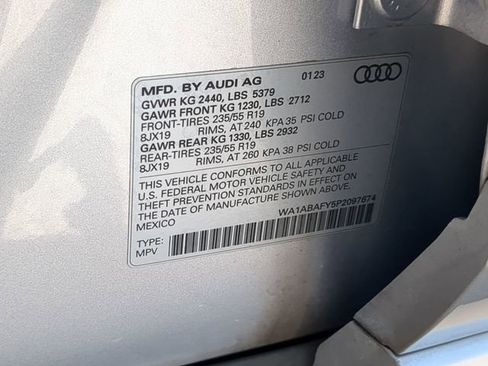 MFD. BY AUDI AG 0123
GVWR KG 2440, LBS 5379
GAWR FRONT KG 1230, LBS 2712
FRONT-TIRES 235/55 R19
8JX19 RIMS, AT 240 KPA 35 PSI COLD
GAWR REAR KG 1330, LBS 2932
REAR-TIRES 235/55 R19
8JX19 RIMS, AT 260 KPA 38 PSI COLD
THIS VEHICLE CONFORMS TO ALL APPLICABLE
U.S. FEDERAL MOTOR VEHICLE SAFETY AND
THEFT PREVENTION STANDARDS IN EFFECT ON
THE DATE OF MANUFACTURE SHOWN ABOVE.
MEXICO
WA1ABAFY5P2097674
TYPE:
MPV